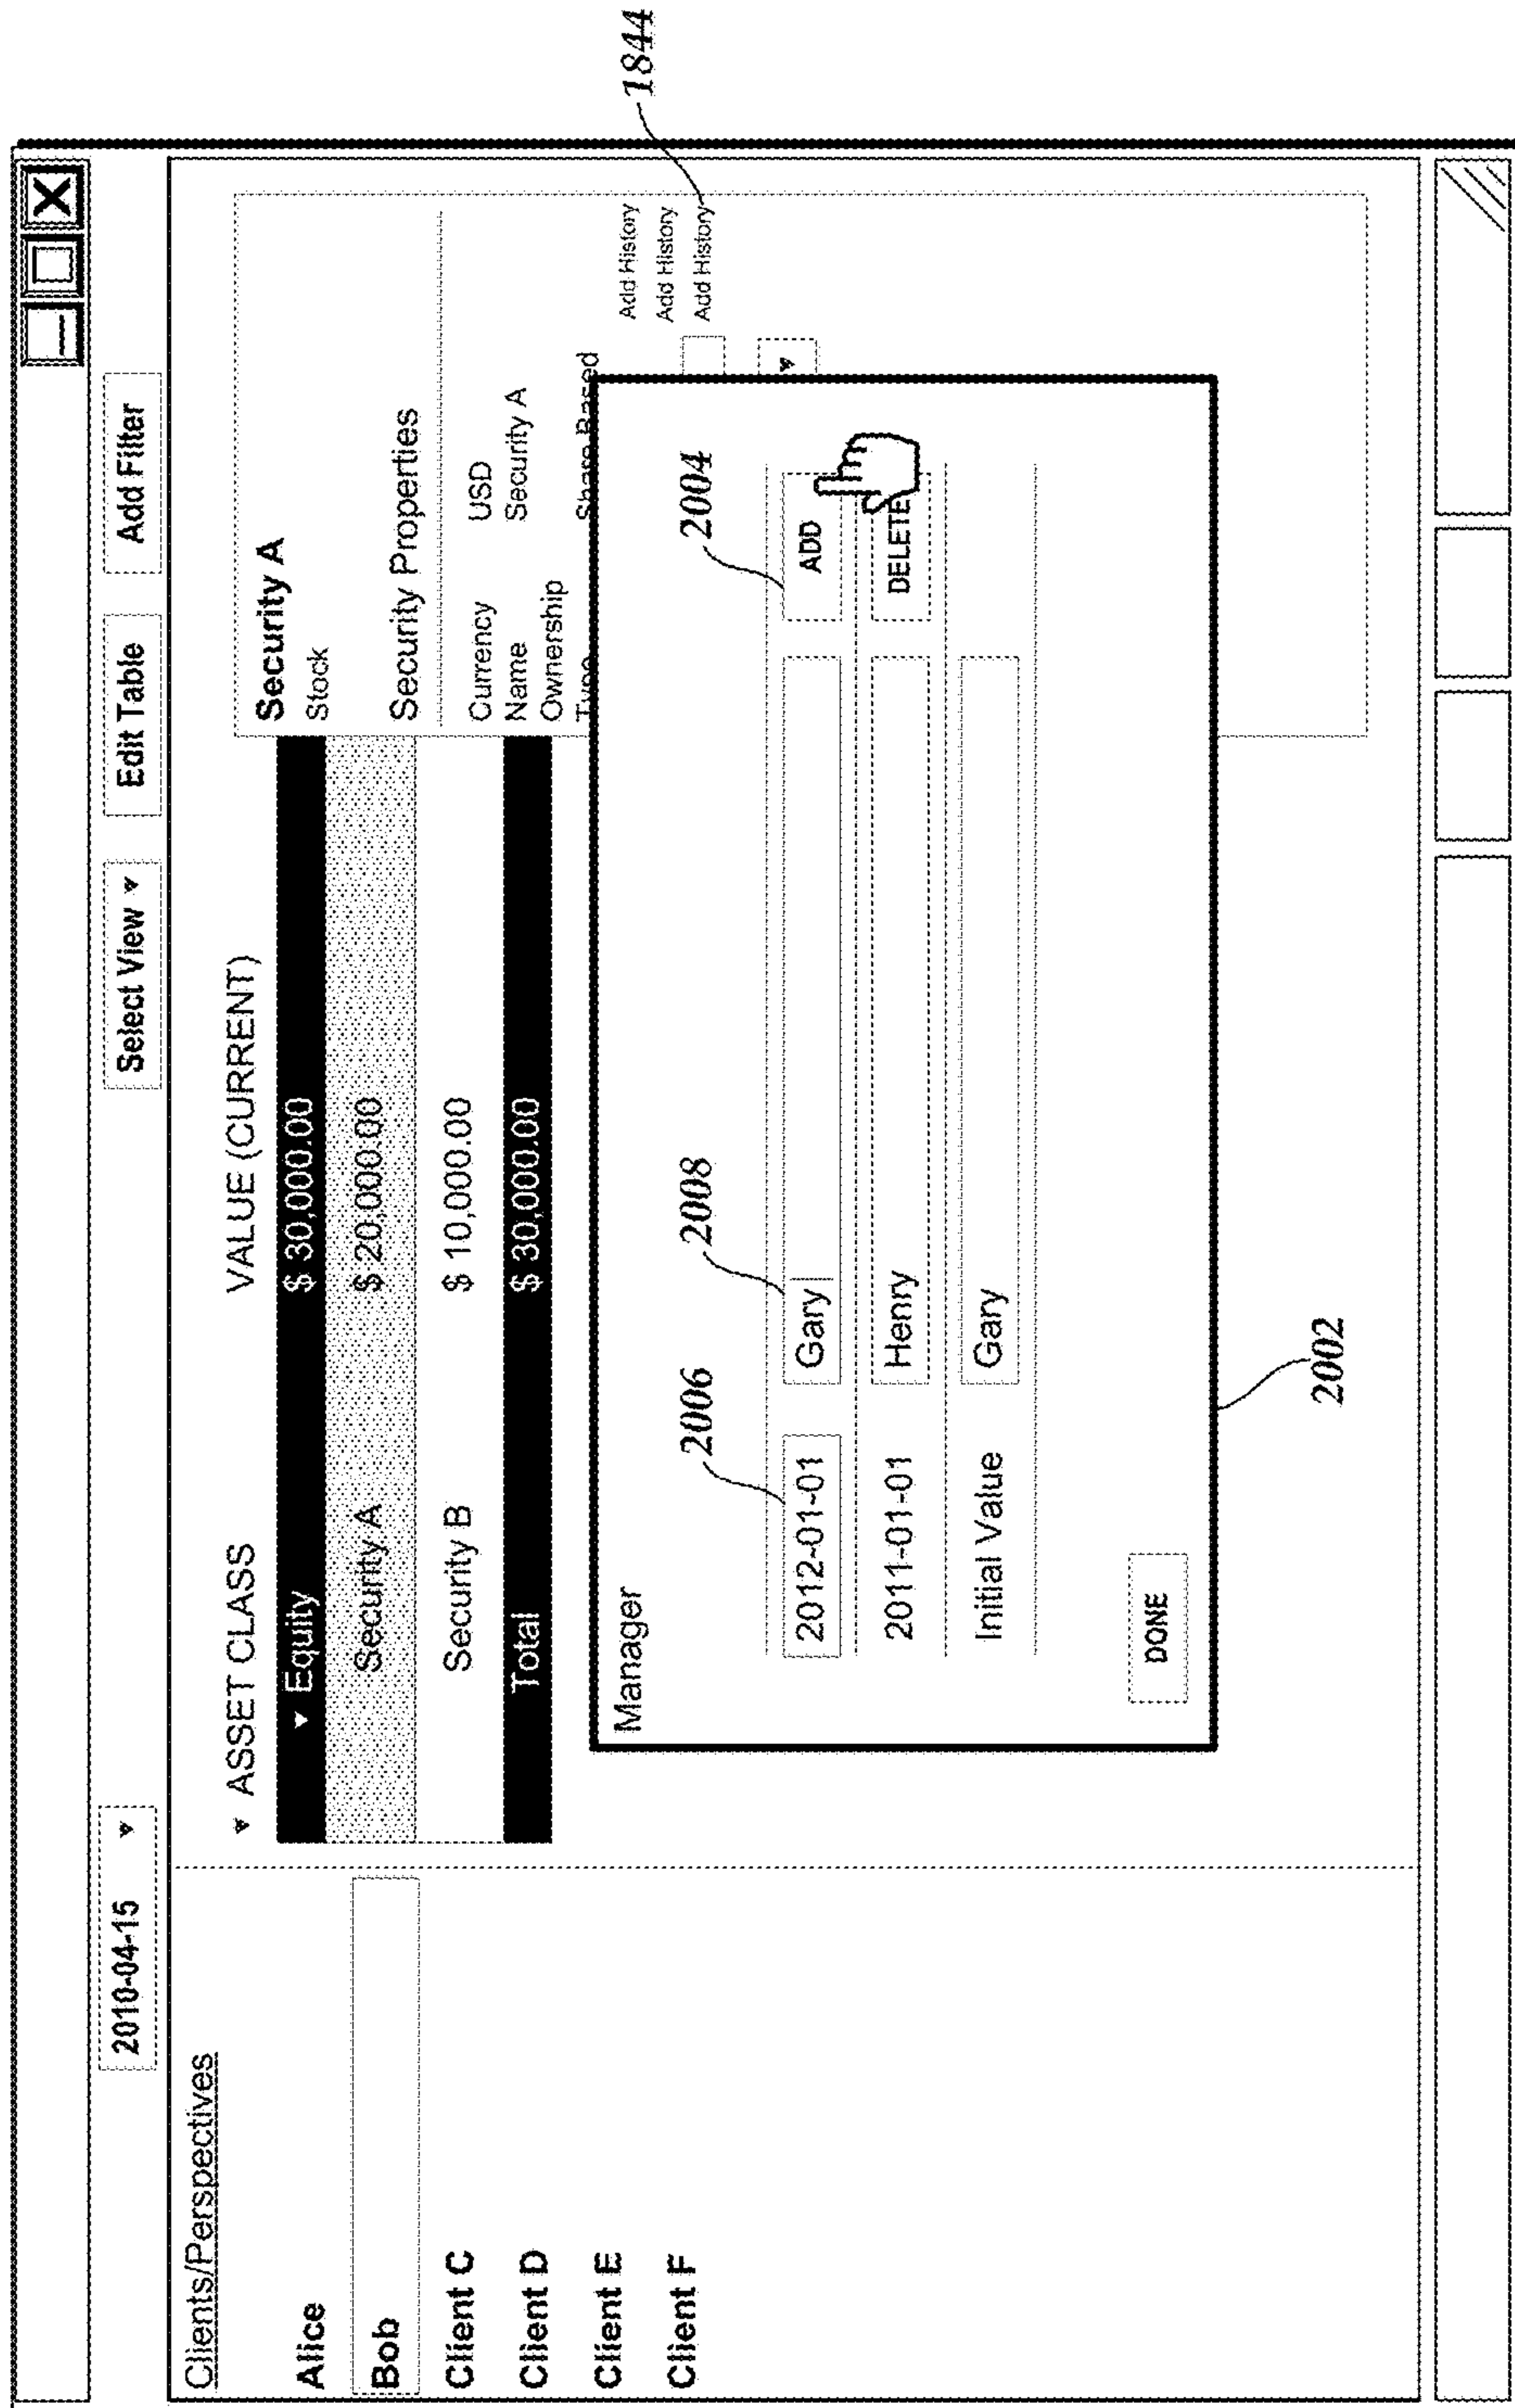 2010-04-15 ▼ Select View ▼ Edit Table Add Filter
Clients/Perspectives
Alice
Bob
Client C
Client D
Client E
Client F
▼ ASSET CLASS VALUE (CURRENT)
▼ Equity $ 30,000.00
Security A $ 20,000.00
Security B $ 10,000.00
Total $ 30,000.00
Security A
Stock
Security Properties
Currency USD
Name Security A
Ownership
Type Share Based
Add History
Add History
Add History
1844
Manager
2006 2008 2004
2012-01-01 Gary ADD
2011-01-01 Henry DELETE
Initial Value Gary
DONE
2002